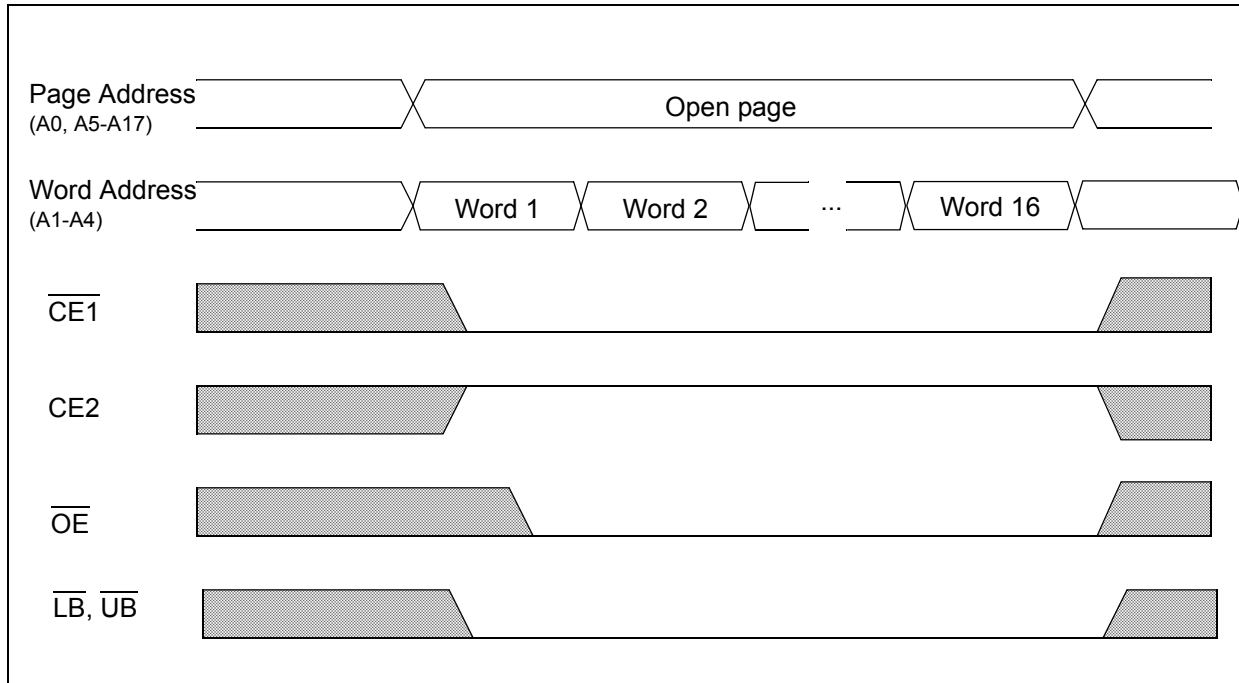 Page Address
(A0, A5-A17)
Open page
Word Address
(A1-A4)
Word 1 Word 2 ... Word 16
CE1
CE2
OE
LB, UB